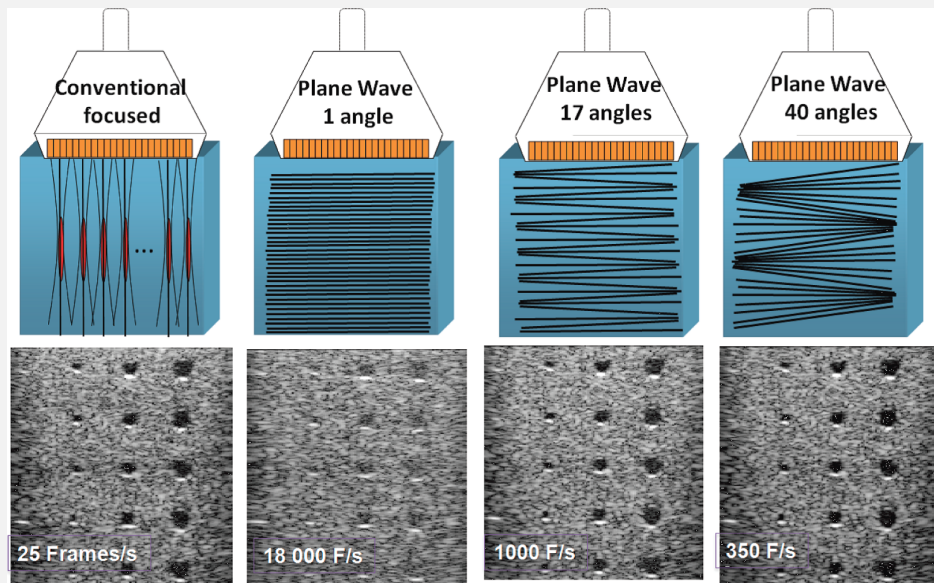 Conventional
focused
Plane Wave
1 angle
Plane Wave
17 angles
Plane Wave
40 angles
...
25 Frames/s
18 000 F/s
1000 F/s
350 F/s